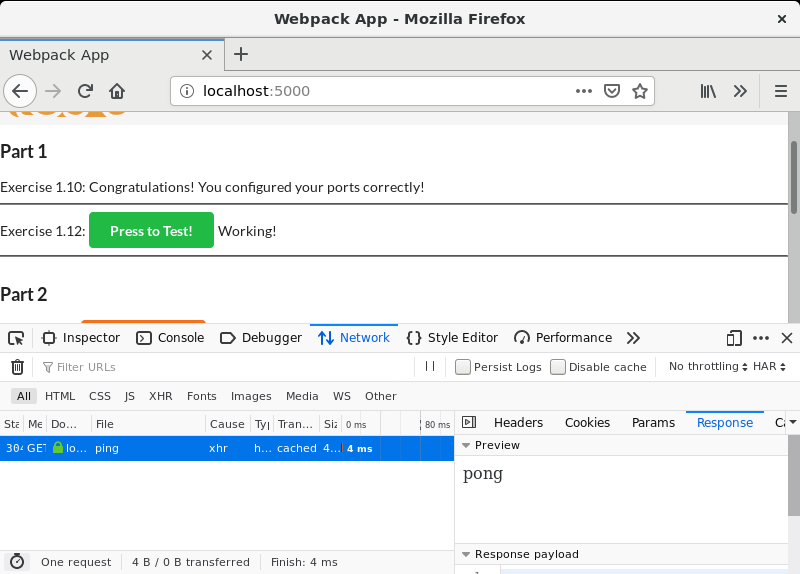 Webpack App - Mozilla Firefox
Webpack App
localhost:5000
Part 1
Exercise 1.10: Congratulations! You configured your ports correctly!
Exercise 1.12: Press to Test! Working!
Part 2
Inspector Console Debugger Network Style Editor Performance
Filter URLs Persist Logs Disable cache No throttling HAR
All HTML CSS JS XHR Fonts Images Media WS Other
Sta Me Do... File Cause Ty Tran... Siz 0 ms 80 ms
304 GET lo... ping xhr h... cached 4... 4 ms
Headers Cookies Params Response Ca
Preview
pong
One request 4 B / 0 B transferred Finish: 4 ms
Response payload